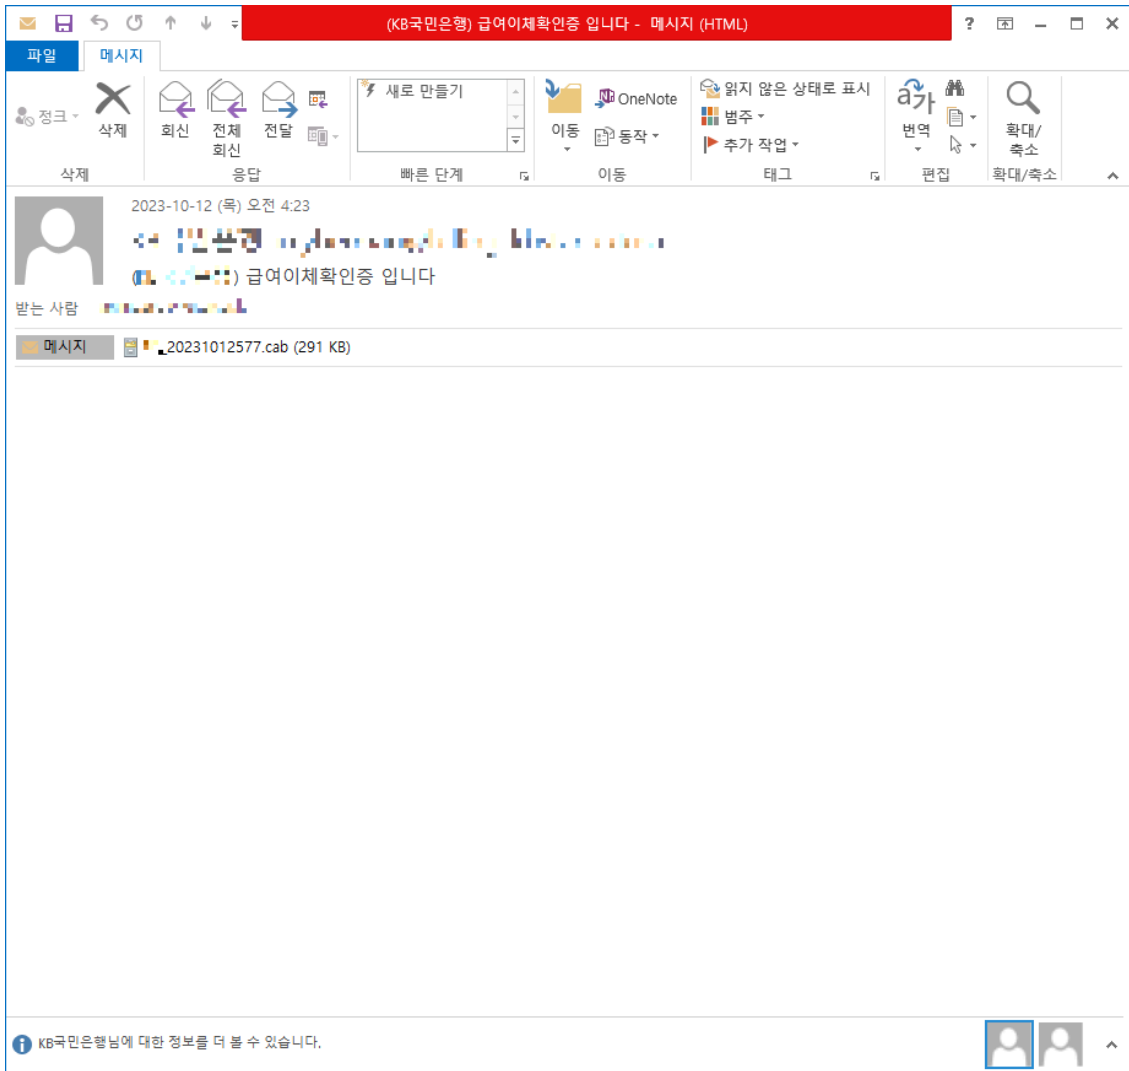 (KB국민은행) 급여이체확인증 입니다 - 메시지 (HTML)
파일 메시지
정크
삭제
회신
전체 회신
전달
새로 만들기
이동
OneNote
동작
읽지 않은 상태로 표시
범주
추가 작업
번역
확대/축소
삭제 응답 빠른 단계 이동 태그 편집 확대/축소
2023-10-12 (목) 오전 4:23
급여이체확인증 입니다
받는 사람
메시지 _20231012577.cab (291 KB)
KB국민은행님에 대한 정보를 더 볼 수 있습니다.